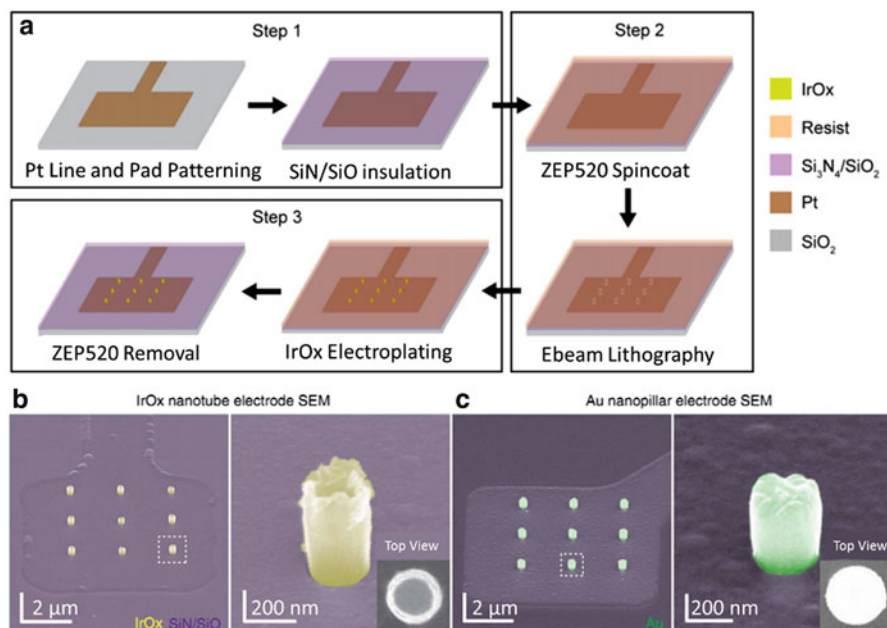 a
Step 1
Step 2
Pt Line and Pad Patterning
SiN/SiO insulation
ZEP520 Spincoat
Step 3
ZEP520 Removal
IrOx Electroplating
Ebeam Lithography
IrOx
Resist
Si₃N₄/SiO₂
Pt
SiO₂
b
IrOx nanotube electrode SEM
2 µm
IrOx SiN/SiO
200 nm
Top View
c
Au nanopillar electrode SEM
2 µm
Au
200 nm
Top View